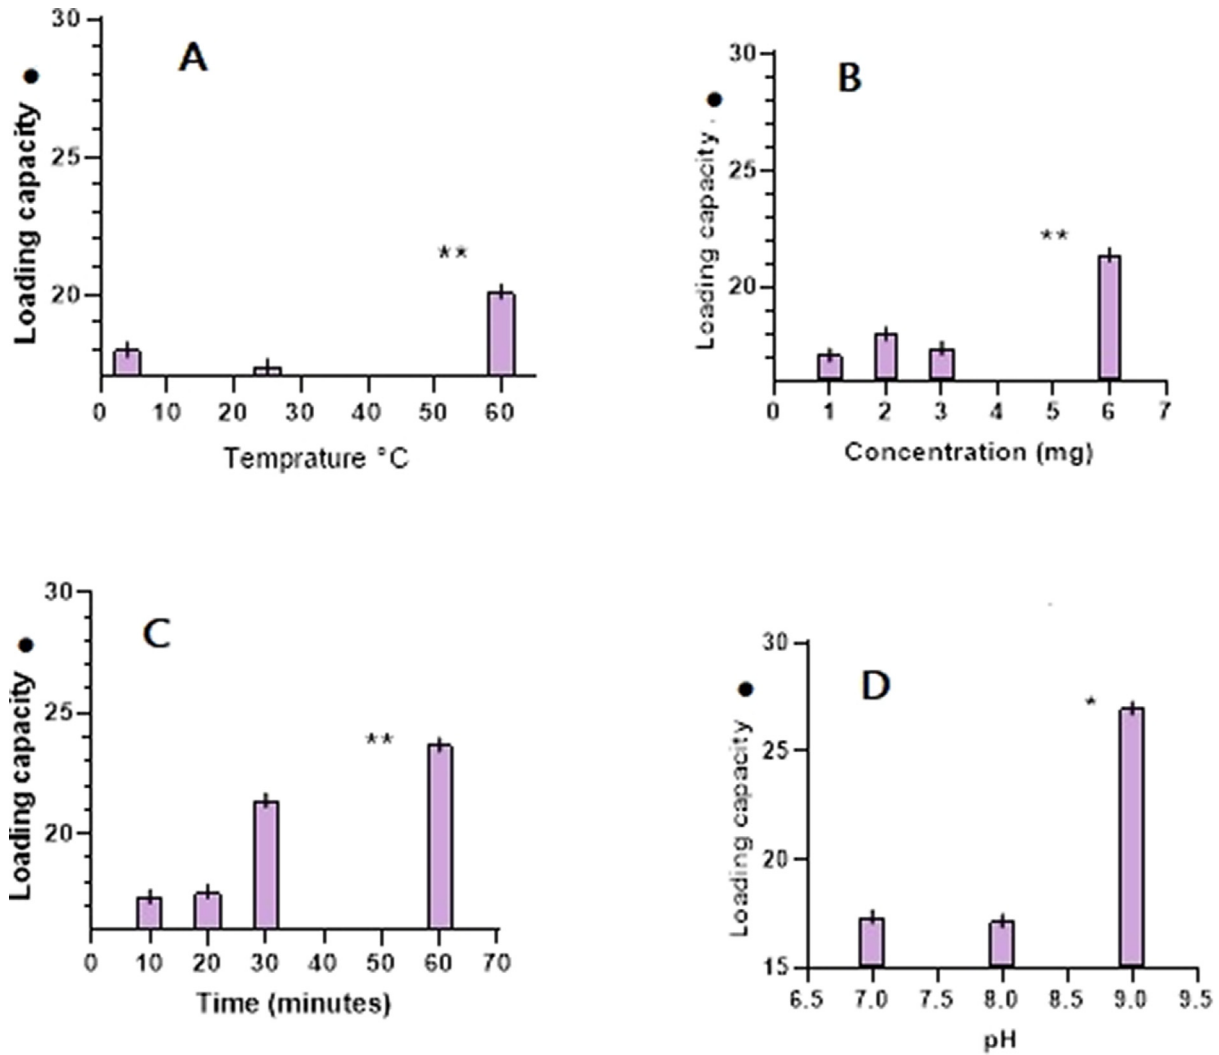 A
Loading capacity
30
25
20
**
0 10 20 30 40 50 60
Temprature °C
B
Loading capacity
30
25
20
**
0 1 2 3 4 5 6 7
Concentration (mg)
C
Loading capacity
30
25
20
**
0 10 20 30 40 50 60 70
Time (minutes)
D
Loading capacity
30
25
20
15
*
6.5 7.0 7.5 8.0 8.5 9.0 9.5
pH